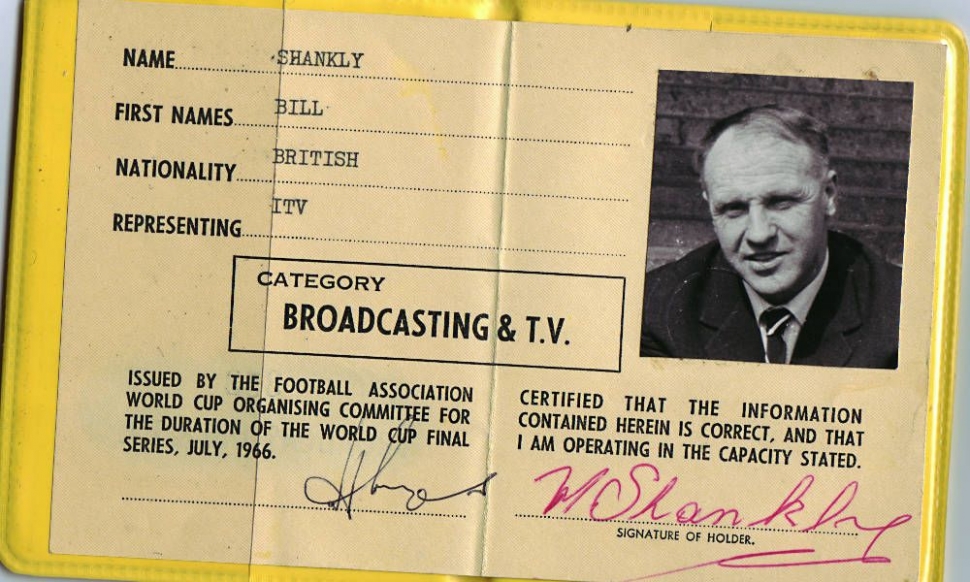 NAME SHANKLY
FIRST NAMES BILL
NATIONALITY BRITISH
REPRESENTING ITV
CATEGORY
BROADCASTING & T.V.
ISSUED BY THE FOOTBALL ASSOCIATION
WORLD CUP ORGANISING COMMITTEE FOR
THE DURATION OF THE WORLD CUP FINAL
SERIES, JULY, 1966.
CERTIFIED THAT THE INFORMATION
CONTAINED HEREIN IS CORRECT, AND THAT
I AM OPERATING IN THE CAPACITY STATED.
W Shankly
SIGNATURE OF HOLDER.